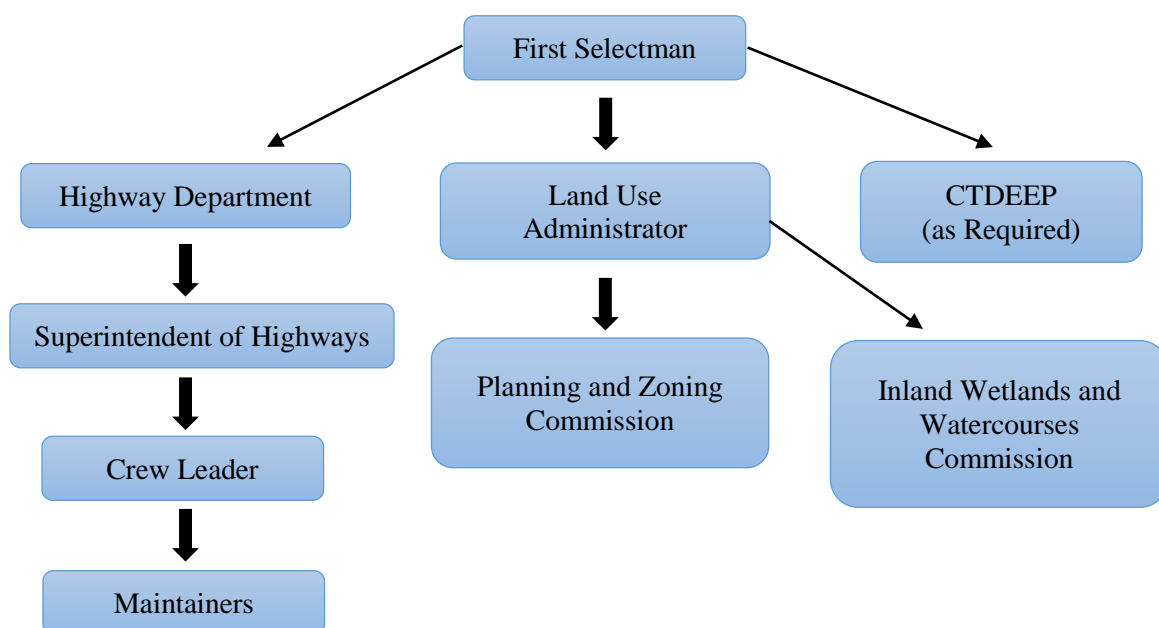 First Selectman
Highway Department
Land Use
Administrator
CTDEEP
(as Required)
Superintendent of Highways
Planning and Zoning
Commission
Inland Wetlands and
Watercourses
Commission
Crew Leader
Maintainers